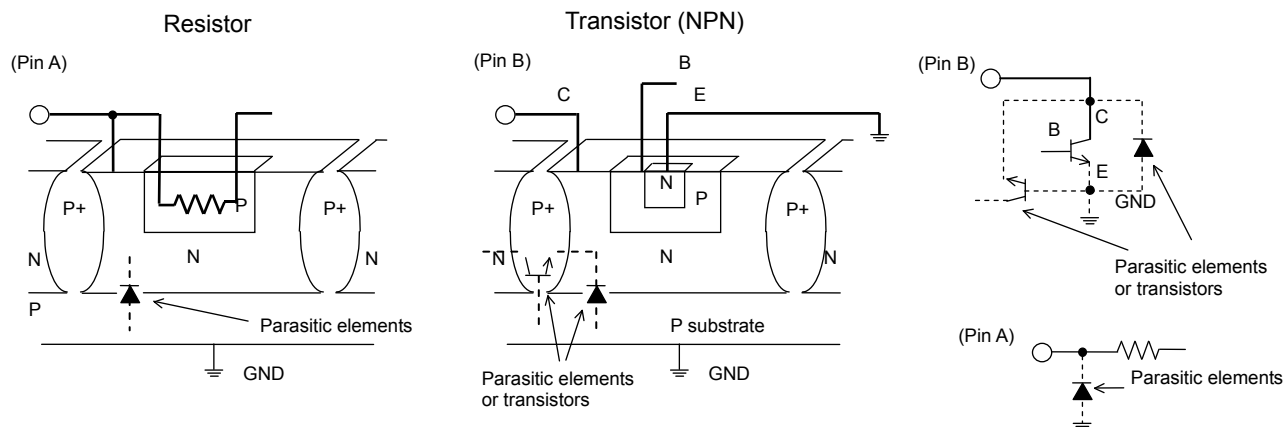 Resistor
(Pin A)
P+
P
P+
N
N
N
P
Parasitic elements
GND
Transistor (NPN)
(Pin B)
B
C
E
N
P+
P
P+
N
N
N
P substrate
Parasitic elements
or transistors
GND
(Pin B)
C
B
E
GND
Parasitic elements
or transistors
(Pin A)
Parasitic elements